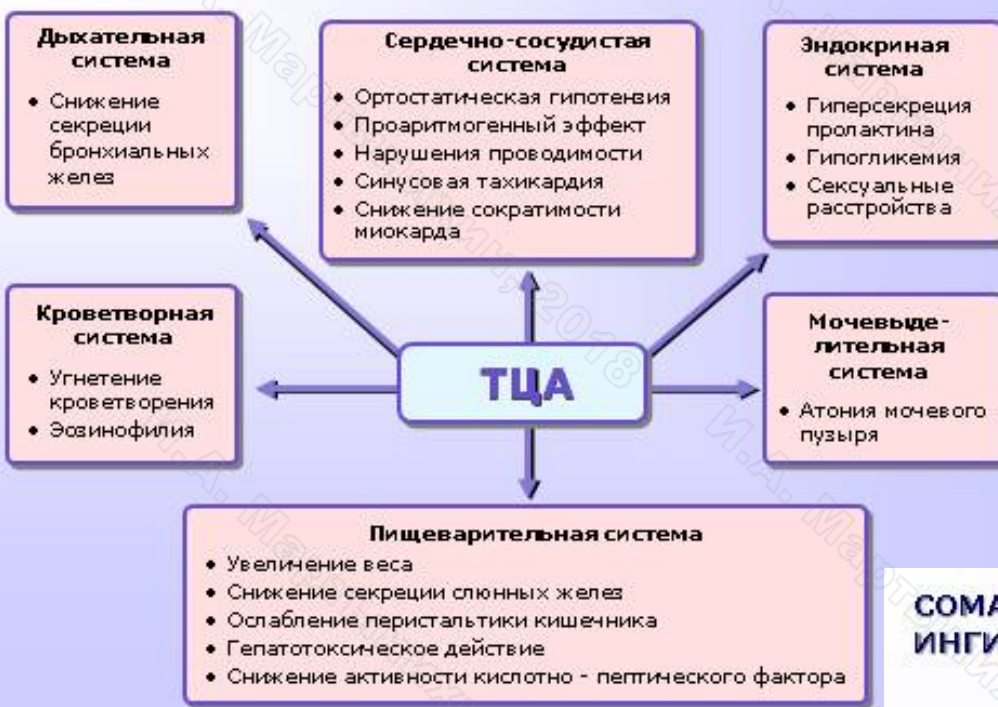 Дыхательная
система
• Снижение
секреции
бронхиальных
желез
Сердечно-сосудистая
система
• Ортостатическая гипотензия
• Проаритмогенный эффект
• Нарушения проводимости
• Синусовая тахикардия
• Снижение сократимости
миокарда
Эндокриная
система
• Гиперсекреция
пролактина
• Гипогликемия
• Сексуальные
расстройства
Кроветворная
система
• Угнетение
кроветворения
• Эозинофилия
ТЦА
Мочевыде-
лительная
система
• Атония мочевого
пузыря
Пищеварительная система
• Увеличение веса
• Снижение секреции слюнных желез
• Ослабление перистальтики кишечника
• Гепатотоксическое действие
• Снижение активности кислотно - пептического фактора
СОМА
ИНГИ